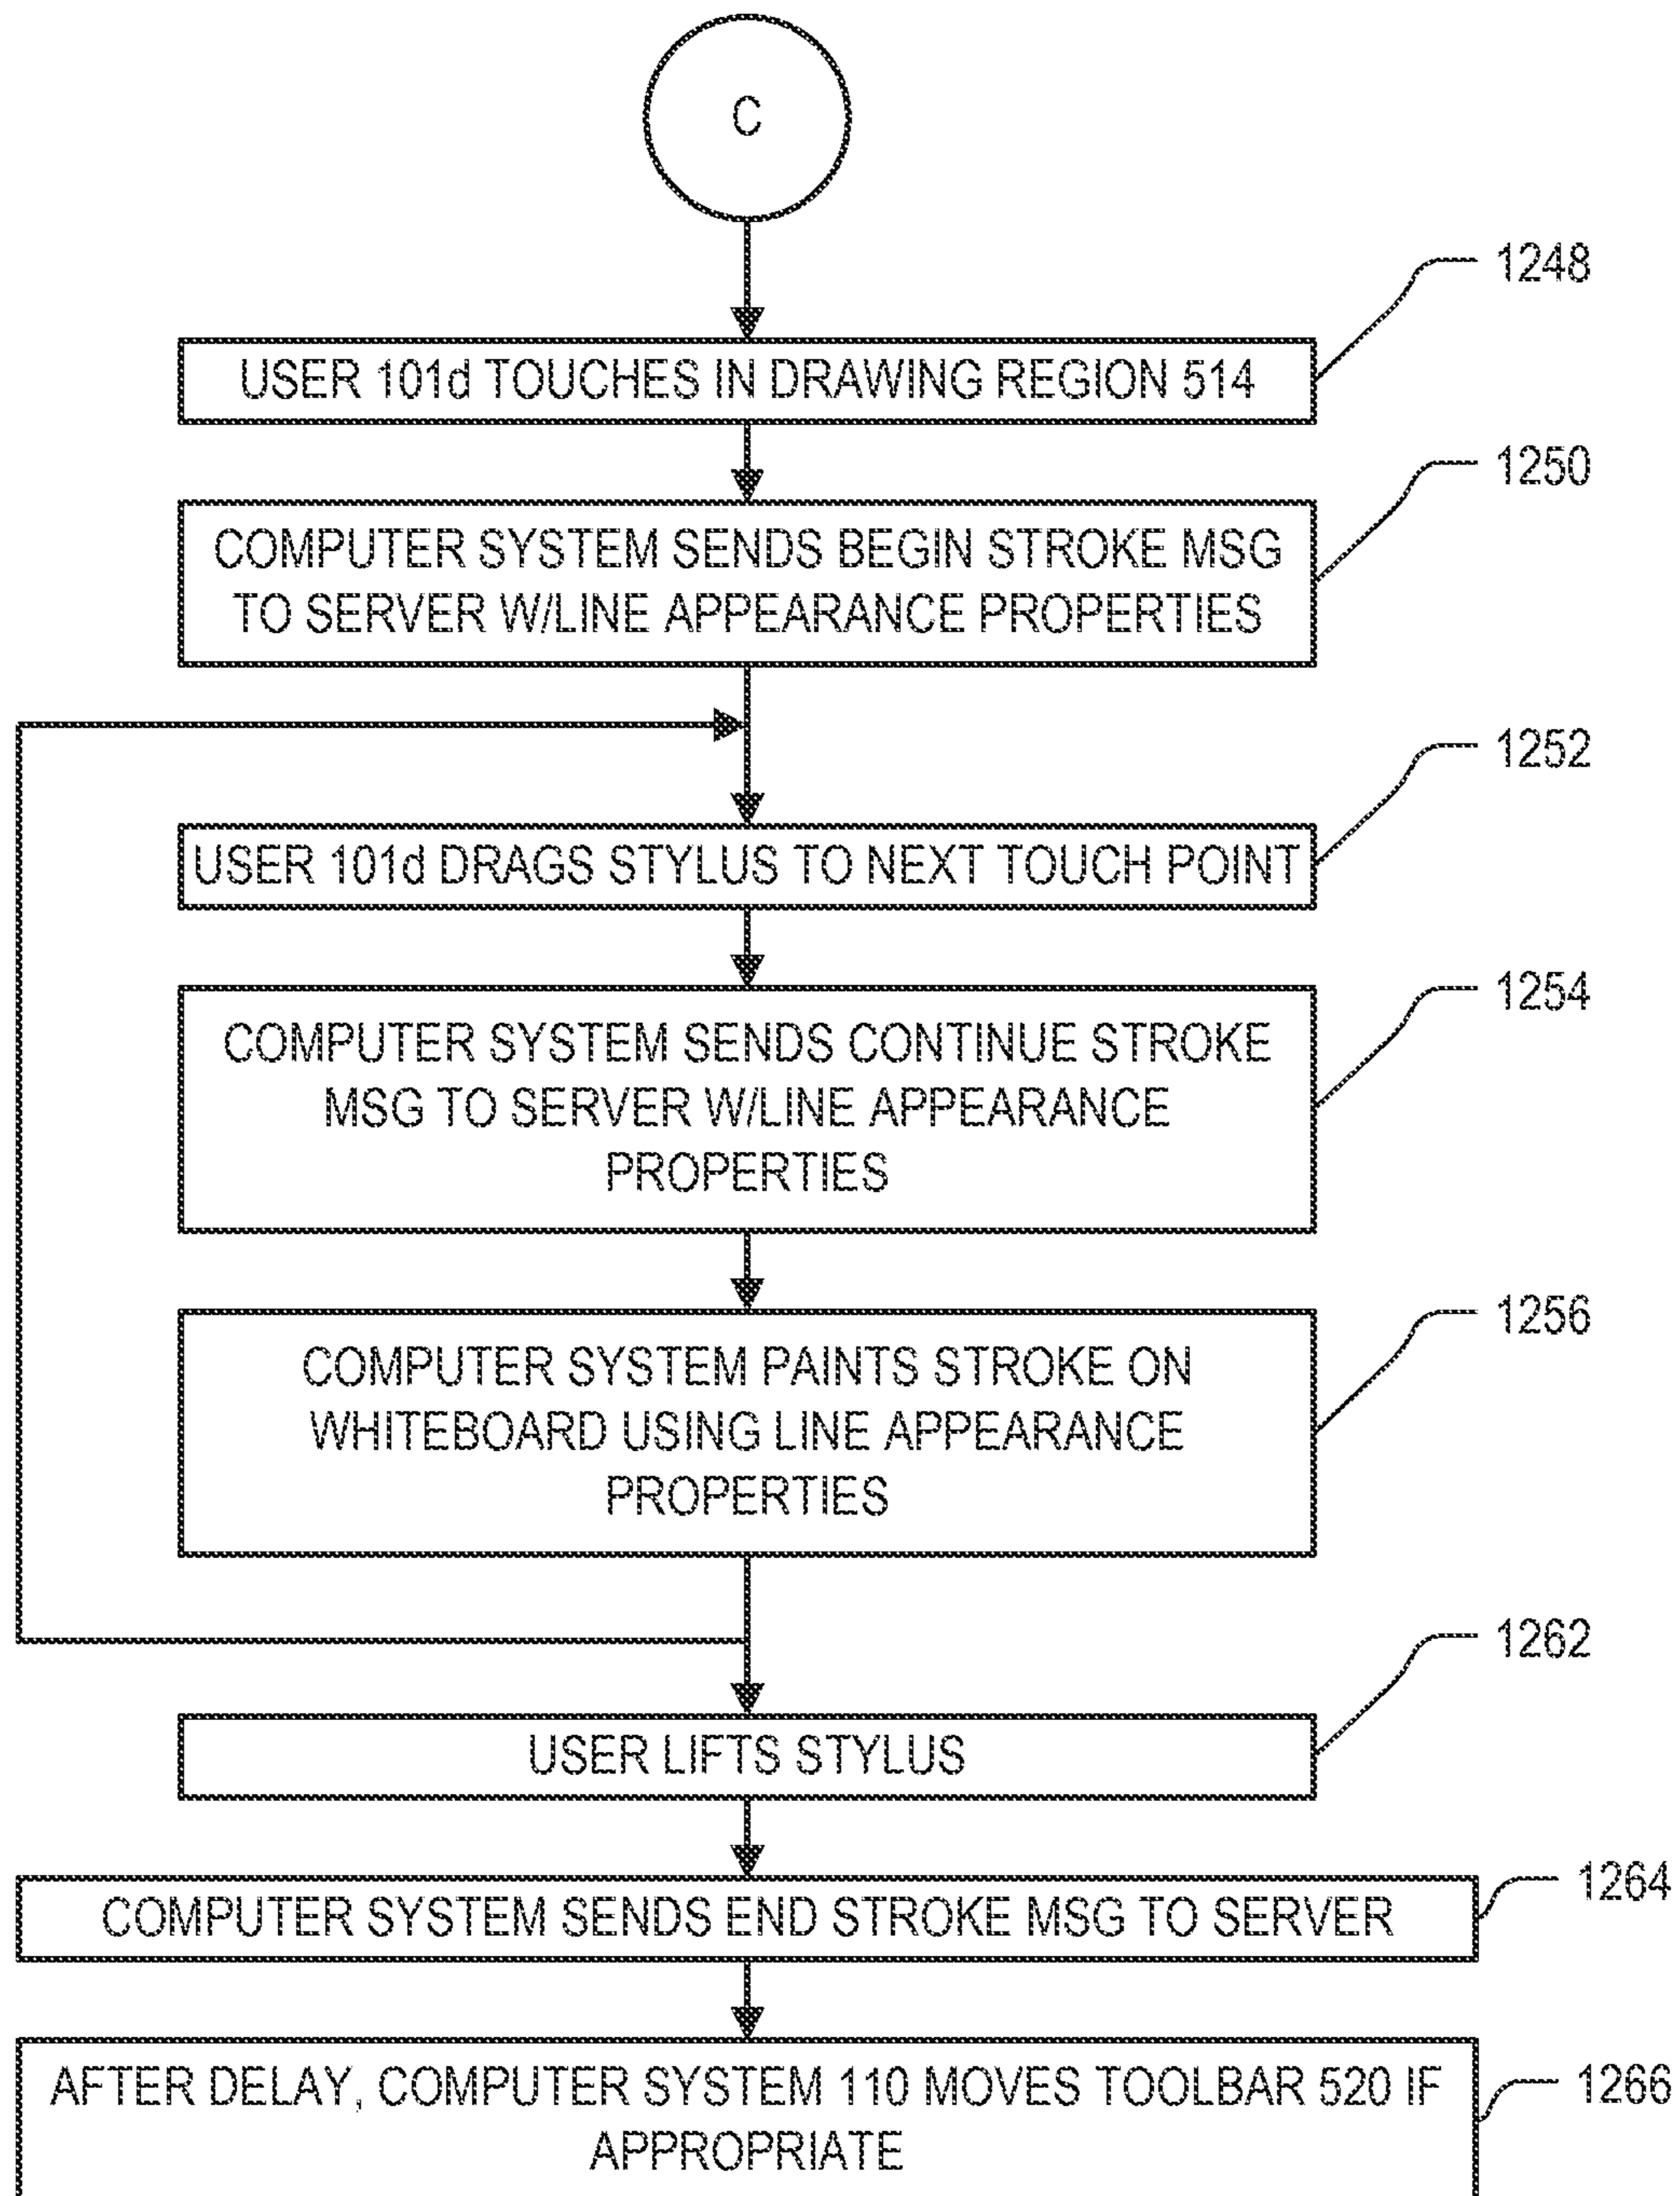 C
1248
USER 101d TOUCHES IN DRAWING REGION 514
1250
COMPUTER SYSTEM SENDS BEGIN STROKE MSG
TO SERVER W/LINE APPEARANCE PROPERTIES
1252
USER 101d DRAGS STYLUS TO NEXT TOUCH POINT
1254
COMPUTER SYSTEM SENDS CONTINUE STROKE
MSG TO SERVER W/LINE APPEARANCE
PROPERTIES
1256
COMPUTER SYSTEM PAINTS STROKE ON
WHITEBOARD USING LINE APPEARANCE
PROPERTIES
1262
USER LIFTS STYLUS
1264
COMPUTER SYSTEM SENDS END STROKE MSG TO SERVER
1266
AFTER DELAY, COMPUTER SYSTEM 110 MOVES TOOLBAR 520 IF
APPROPRIATE